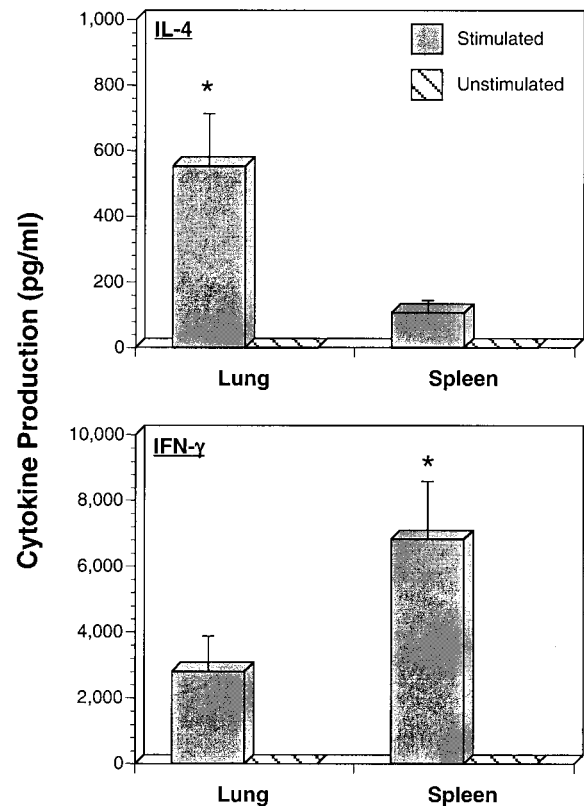 1,000
IL-4
Stimulated
Unstimulated
*
800
600
400
200
0
Lung Spleen
Cytokine Production (pg/ml)
10,000
IFN-γ
*
8,000
6,000
4,000
2,000
0
Lung Spleen